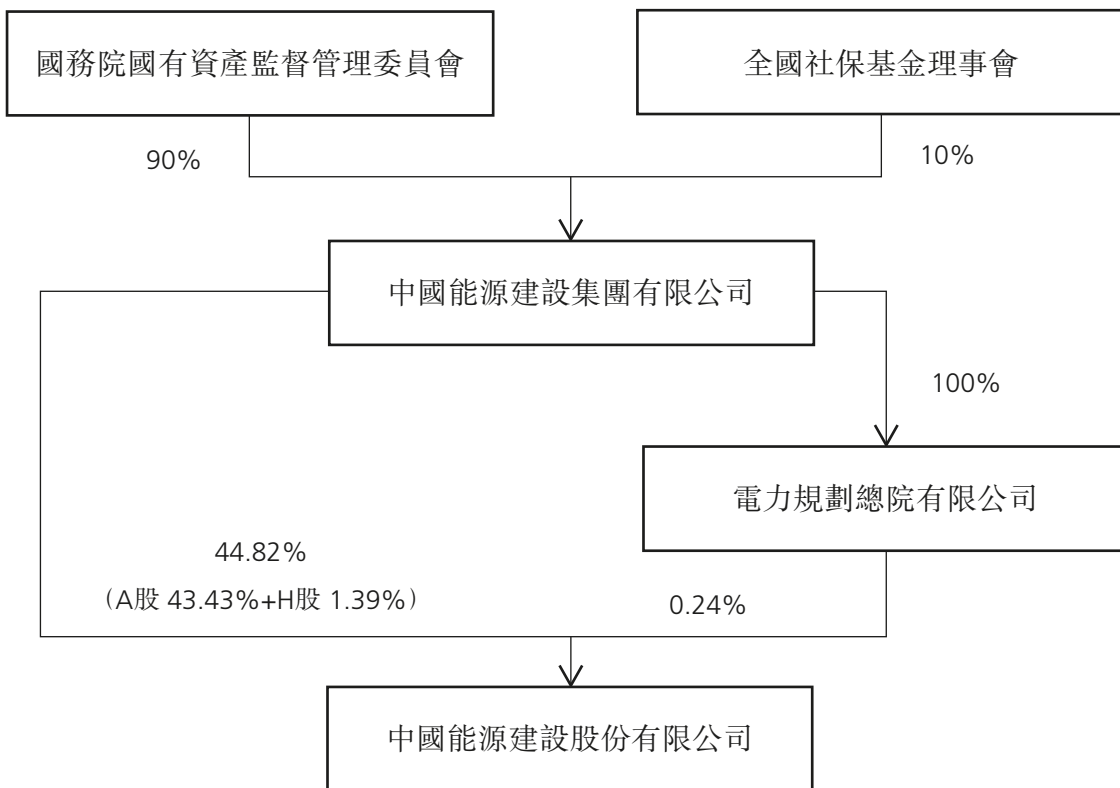 國務院國有資產監督管理委員會
全國社保基金理事會
90%
10%
中國能源建設集團有限公司
100%
電力規劃總院有限公司
44.82%
（A股 43.43%+H股 1.39%）
0.24%
中國能源建設股份有限公司